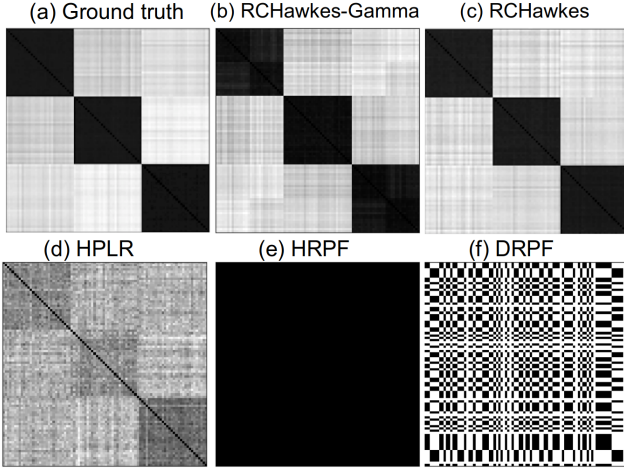 (a) Ground truth
(b) RCHawkes-Gamma
(c) RCHawkes
(d) HPLR
(e) HRPF
(f) DRPF